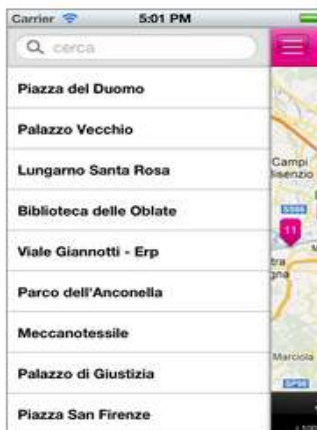 Carrier 5:01 PM
cerca
Piazza del Duomo
Palazzo Vecchio
Lungarno Santa Rosa
Biblioteca delle Oblate
Viale Giannotti - Erp
Parco dell'Anconella
Meccanotessile
Palazzo di Giustizia
Piazza San Firenze
Campi
Bisenzio
11
Marciola